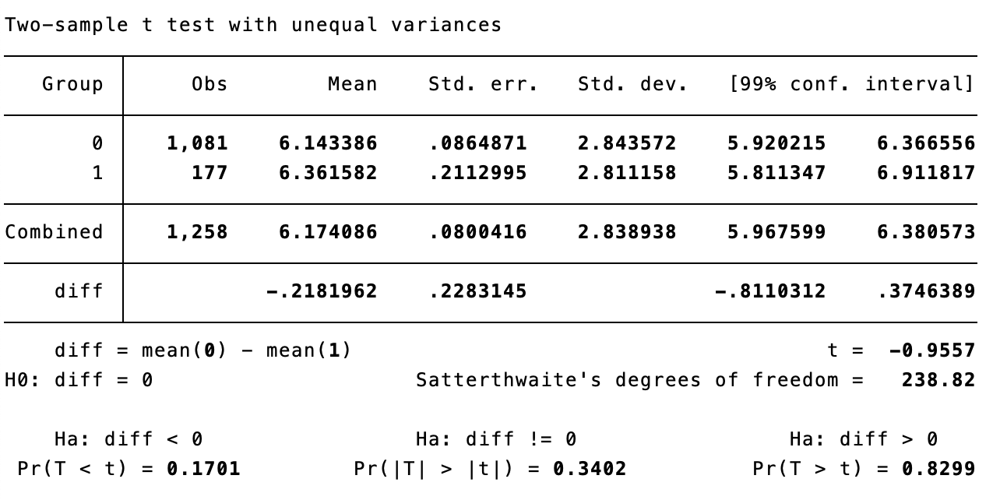 Two-sample t test with unequal variances
Group Obs Mean Std. err. Std. dev. [99% conf. interval]
0 1,081 6.143386 .0864871 2.843572 5.920215 6.366556
1 177 6.361582 .2112995 2.811158 5.811347 6.911817
Combined 1,258 6.174086 .0800416 2.838938 5.967599 6.380573
diff -.2181962 .2283145 -.8110312 .3746389
diff = mean(0) - mean(1) t = -0.9557
H0: diff = 0 Satterthwaite's degrees of freedom = 238.82
Ha: diff < 0 Ha: diff != 0 Ha: diff > 0
Pr(T < t) = 0.1701 Pr(|T| > |t|) = 0.3402 Pr(T > t) = 0.8299